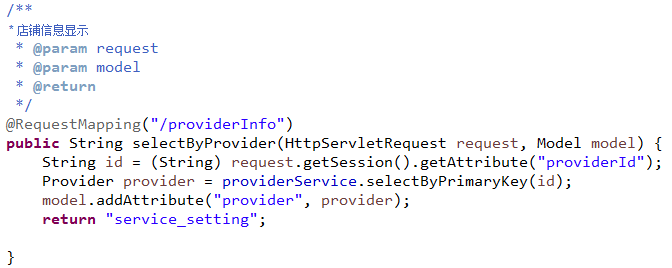 /**
* 店铺信息显示
* @param request
* @param model
* @return
*/
@RequestMapping("/providerInfo")
public String selectByProvider(HttpServletRequest request, Model model) {
String id = (String) request.getSession().getAttribute("providerId");
Provider provider = providerService.selectByPrimaryKey(id);
model.addAttribute("provider", provider);
return "service_setting";
}